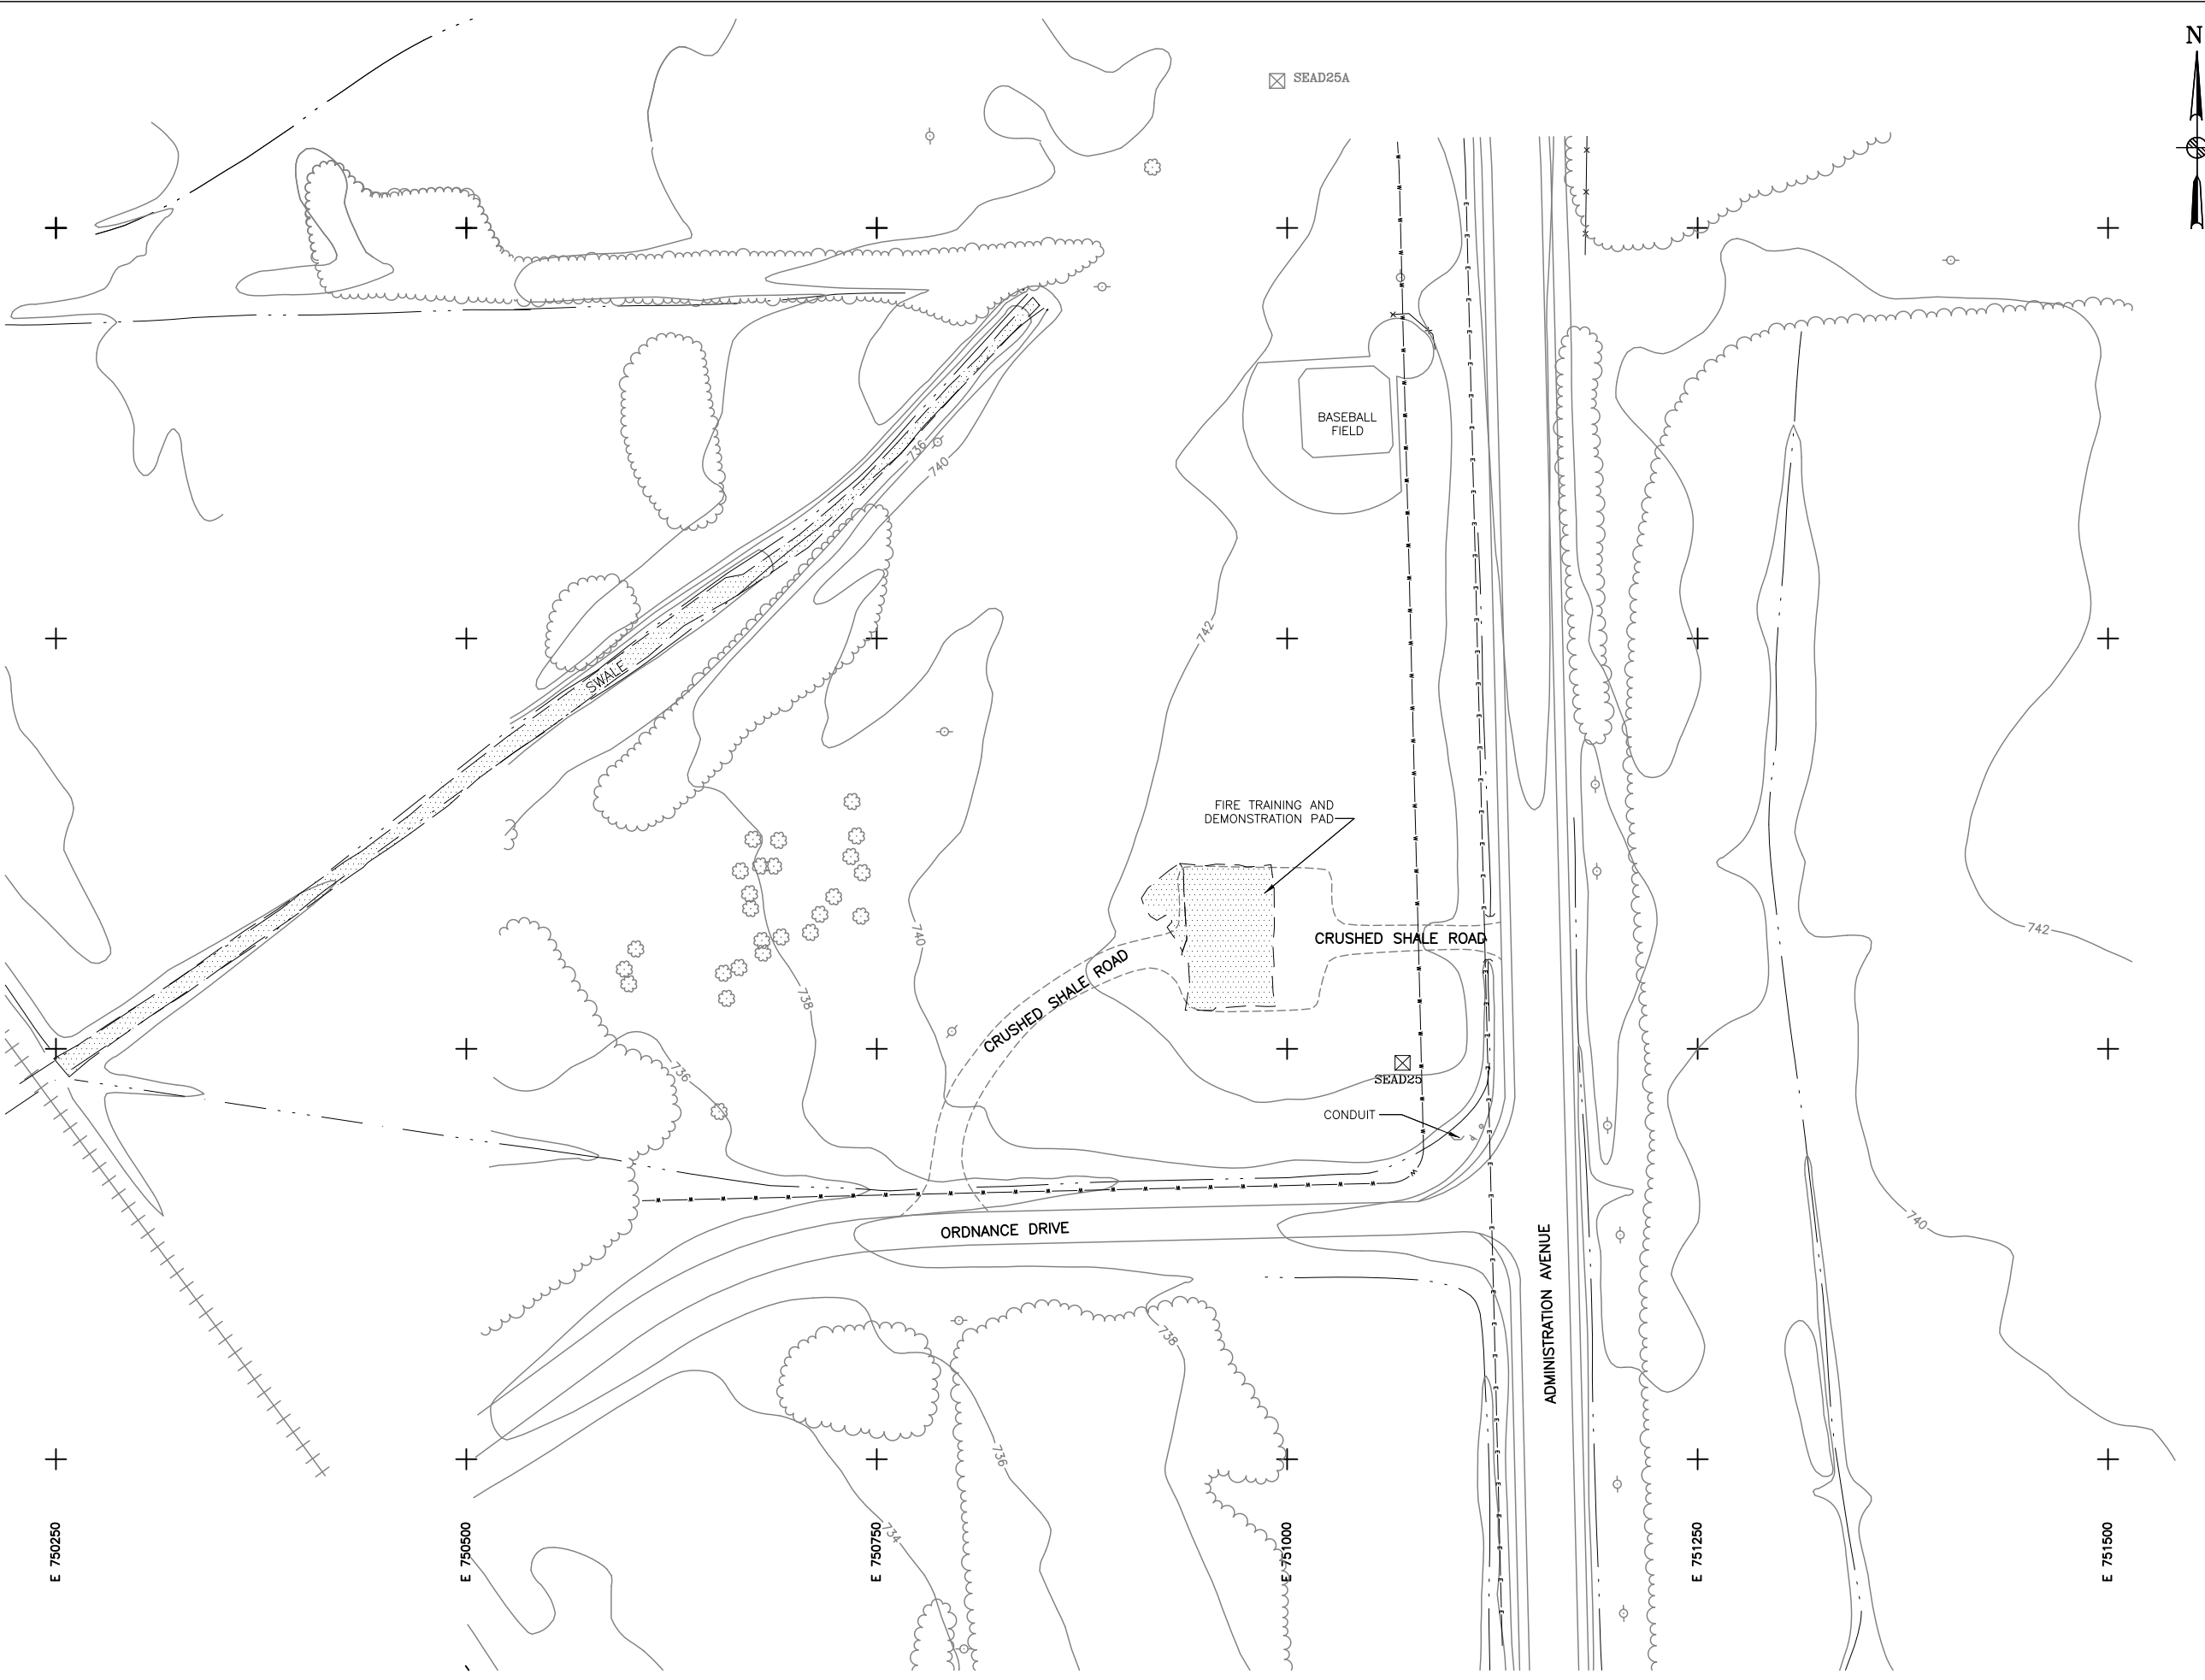 N
SEAD25A
BASEBALL
FIELD
736
740
742
SWALE
FIRE TRAINING AND
DEMONSTRATION PAD
CRUSHED SHALE ROAD
742
740
CRUSHED SHALE ROAD
738
736
SEAD25
CONDUIT
740
ORDNANCE DRIVE
ADMINISTRATION AVENUE
738
736
734
E 750250
E 750500
E 750750
E 751000
E 751250
E 751500